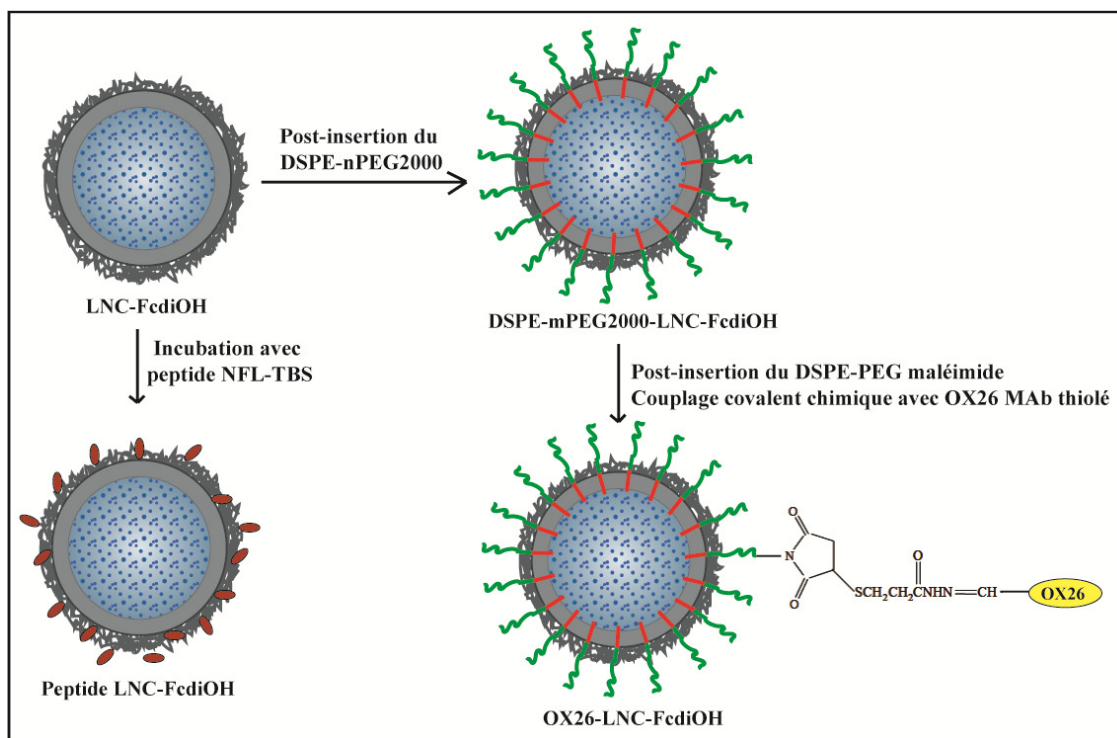 Post-insertion du
DSPE-nPEG2000
LNC-FcdiOH
DSPE-mPEG2000-LNC-FcdiOH
Incubation avec
peptide NFL-TBS
Post-insertion du DSPE-PEG maléimide
Couplage covalent chimique avec OX26 MAb thiolé
O
O
N
O
SCH2CH2CNHN=CH
OX26
Peptide LNC-FcdiOH
OX26-LNC-FcdiOH